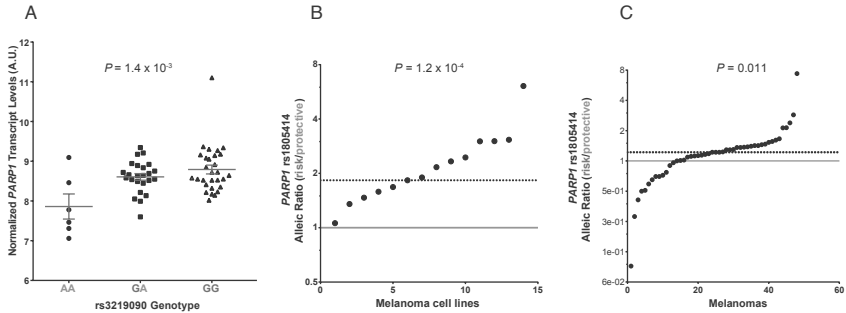 A
P = 1.4 x 10-3
Normalized PARP1 Transcript Levels (A.U.)
12
11
10
9
8
7
6
AA
GA
GG
rs3219090 Genotype
B
P = 1.2 x 10-4
PARP1 rs1805414
Alleic Ratio (risk/protective)
8
4
2
1
0.5
0
5
10
15
Melanoma cell lines
C
P = 0.011
PARP1 rs1805414
Alleic Ratio (risk/protective)
8
4
2
1
5e-01
3e-01
1e-01
6e-02
0
20
40
60
Melanomas